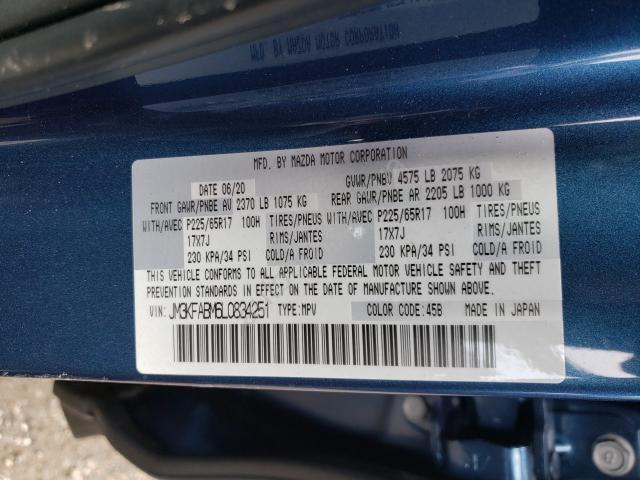 MFD. BY MAZDA MOTOR CORPORATION
DATE 06/20 GVWR/PNBV 4575 LB 2075 KG
FRONT GAWR/PNBE AV 2370 LB 1075 KG REAR GAWR/PNBE AR 2205 LB 1000 KG
WITH/AVEC P225/65R17 100H TIRES/PNEUS WITH/AVEC P225/65R17 100H TIRES/PNEUS
17X7J RIMS/JANTES 17X7J RIMS/JANTES
230 KPA/34 PSI COLD/A FROID 230 KPA/34 PSI COLD/A FROID
THIS VEHICLE CONFORMS TO ALL APPLICABLE FEDERAL MOTOR VEHICLE SAFETY AND THEFT
PREVENTION STANDARDS IN EFFECT ON THE DATE OF MANUFACTURE SHOWN ABOVE.
VIN: JM3KFABM6L0834251 TYPE:MPV COLOR CODE:45B MADE IN JAPAN